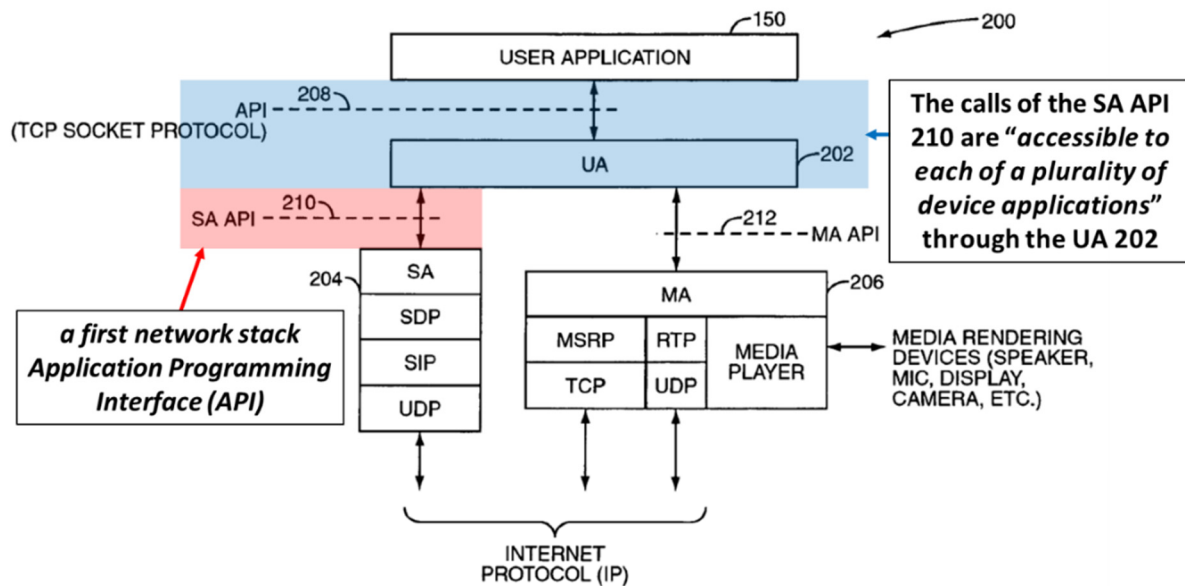 150
200
USER APPLICATION
208
API
(TCP SOCKET PROTOCOL)
The calls of the SA API
210 are “accessible to
each of a plurality of
device applications”
through the UA 202
UA
202
210
SA API
212
MA API
204
SA
SDP
SIP
UDP
a first network stack
Application Programming
Interface (API)
MA
206
MSRP
RTP
MEDIA
PLAYER
TCP
UDP
MEDIA RENDERING
DEVICES (SPEAKER,
MIC, DISPLAY,
CAMERA, ETC.)
INTERNET
PROTOCOL (IP)